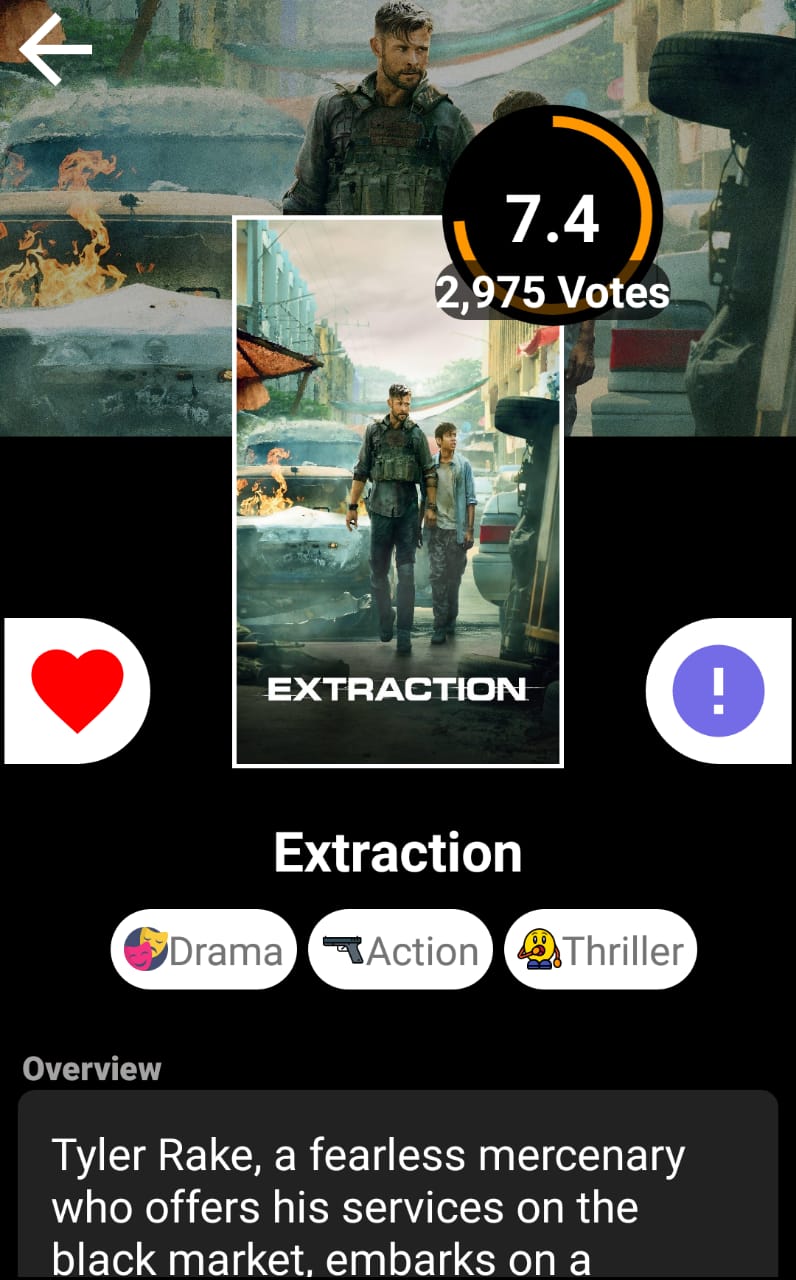 7.4
2,975 Votes
EXTRACTION
Extraction
Drama Action Thriller
Overview
Tyler Rake, a fearless mercenary
who offers his services on the
black market, embarks on a